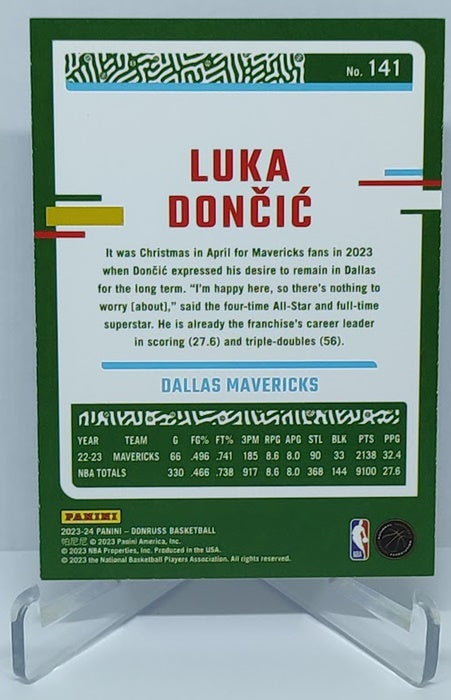 No. 141
LUKA
DONČIĆ
It was Christmas in April for Mavericks fans in 2023
when Dončić expressed his desire to remain in Dallas
for the long term. “I'm happy here, so there's nothing to
worry [about],” said the four-time All-Star and full-time
superstar. He is already the franchise's career leader
in scoring (27.6) and triple-doubles (56).
DALLAS MAVERICKS
YEAR TEAM G FG% FT% 3PM RPG APG STL BLK PTS PPG
22-23 MAVERICKS 66 .496 .741 185 8.6 8.0 90 33 2138 32.4
NBA TOTALS 330 .466 .738 917 8.6 8.0 368 144 9100 27.6
PANINI
2023-24 PANINI – DONRUSS BASKETBALL
帕尼尼 © 2023 Panini America, Inc.
© 2023 NBA Properties, Inc. Produced in the USA.
© 2023 the National Basketball Players Association. All rights reserved.
NBA